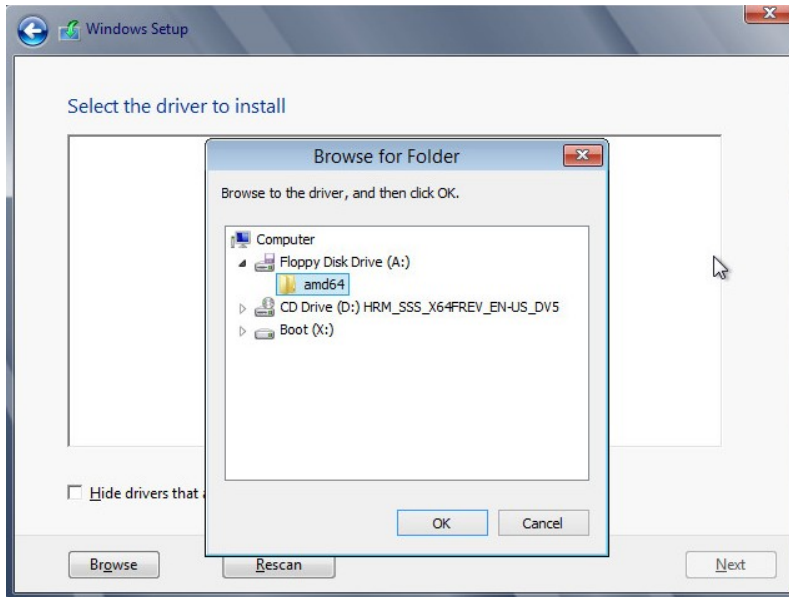 Windows Setup
Select the driver to install
Browse for Folder
Browse to the driver, and then click OK.
Computer
Floppy Disk Drive (A:)
amd64
CD Drive (D:) HRM_SSS_X64FREV_EN-US_DV5
Boot (X:)
Hide drivers that
OK Cancel
Browse Rescan Next